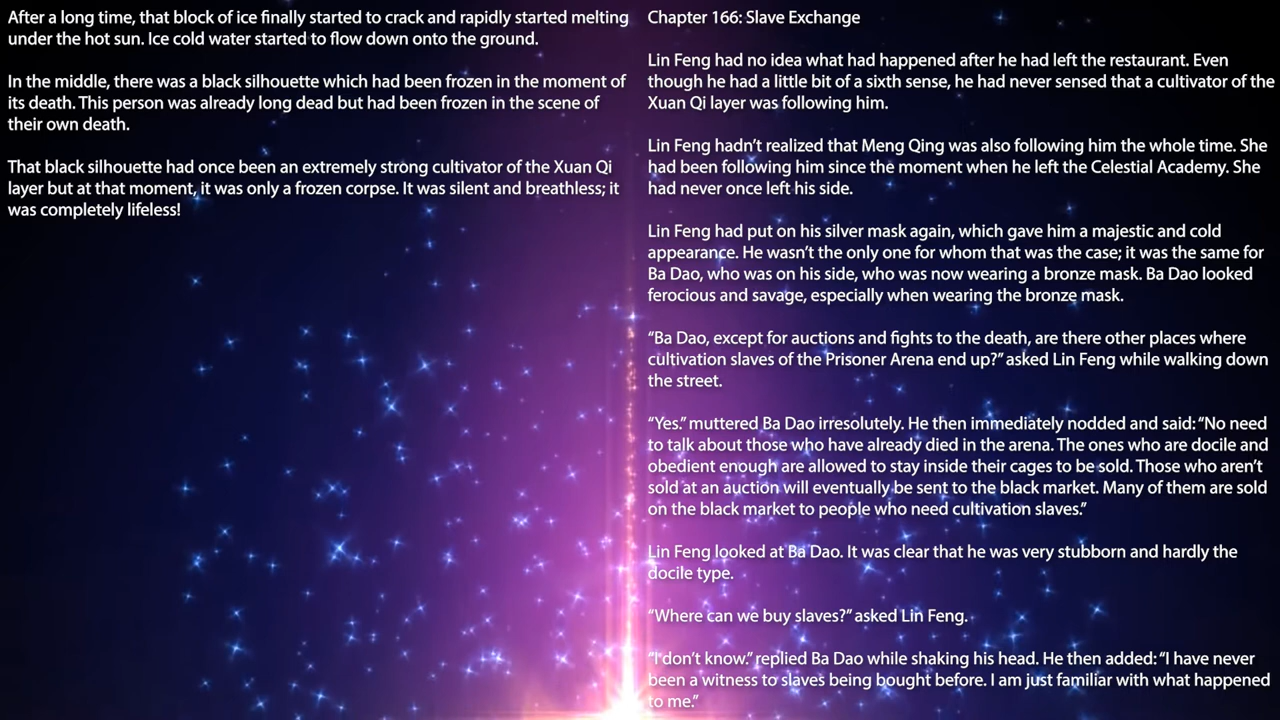 After a long time, that block of ice finally started to crack and rapidly started melting
under the hot sun. Ice cold water started to flow down onto the ground.
In the middle, there was a black silhouette which had been frozen in the moment of
its death. This person was already long dead but had been frozen in the scene of
their own death.
That black silhouette had once been an extremely strong cultivator of the Xuan Qi
layer but at that moment, it was only a frozen corpse. It was silent and breathless; it
was completely lifeless!
Chapter 166: Slave Exchange
Lin Feng had no idea what had happened after he had left the restaurant. Even
though he had a little bit of a sixth sense, he had never sensed that a cultivator of the
Xuan Qi layer was following him.
Lin Feng hadn’t realized that Meng Qing was also following him the whole time. She
had been following him since the moment when he left the Celestial Academy. She
had never once left his side.
Lin Feng had put on his silver mask again, which gave him a majestic and cold
appearance. He wasn’t the only one for whom that was the case; it was the same for
Ba Dao, who was on his side, who was now wearing a bronze mask. Ba Dao looked
ferocious and savage, especially when wearing the bronze mask.
“Ba Dao, except for auctions and fights to the death, are there other places where
cultivation slaves of the Prisoner Arena end up?” asked Lin Feng while walking down
the street.
“Yes.” muttered Ba Dao irresolutely. He then immediately nodded and said: “No need
to talk about those who have already died in the arena. The ones who are docile and
obedient enough are allowed to stay inside their cages to be sold. Those who aren’t
sold at an auction will eventually be sent to the black market. Many of them are sold
on the black market to people who need cultivation slaves.”
Lin Feng looked at Ba Dao. It was clear that he was very stubborn and hardly the
docile type.
“Where can we buy slaves?” asked Lin Feng.
“I don’t know.” replied Ba Dao while shaking his head. He then added: “I have never
been a witness to slaves being bought before. I am just familiar with what happened
to me.”